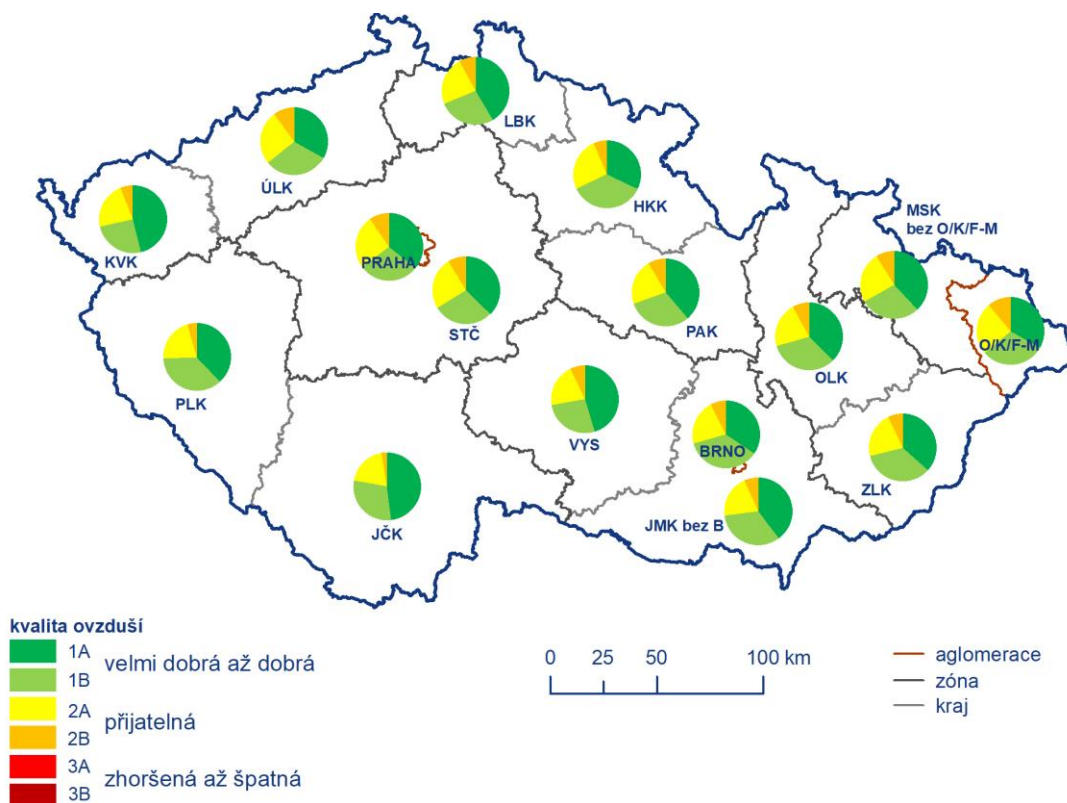 LBK
ÚLK
HKK
MSK
bez O/K/F-M
KVK
PRAHA
STČ
PAK
O/K/F-M
OLK
PLK
VYS
BRNO
ZLK
JČK
JMK bez B
kvalita ovzduší
1A
velmi dobrá až dobrá
1B
2A
přijatelná
2B
3A
zhoršená až špatná
3B
0 25 50 100 km
aglomerace
zóna
kraj